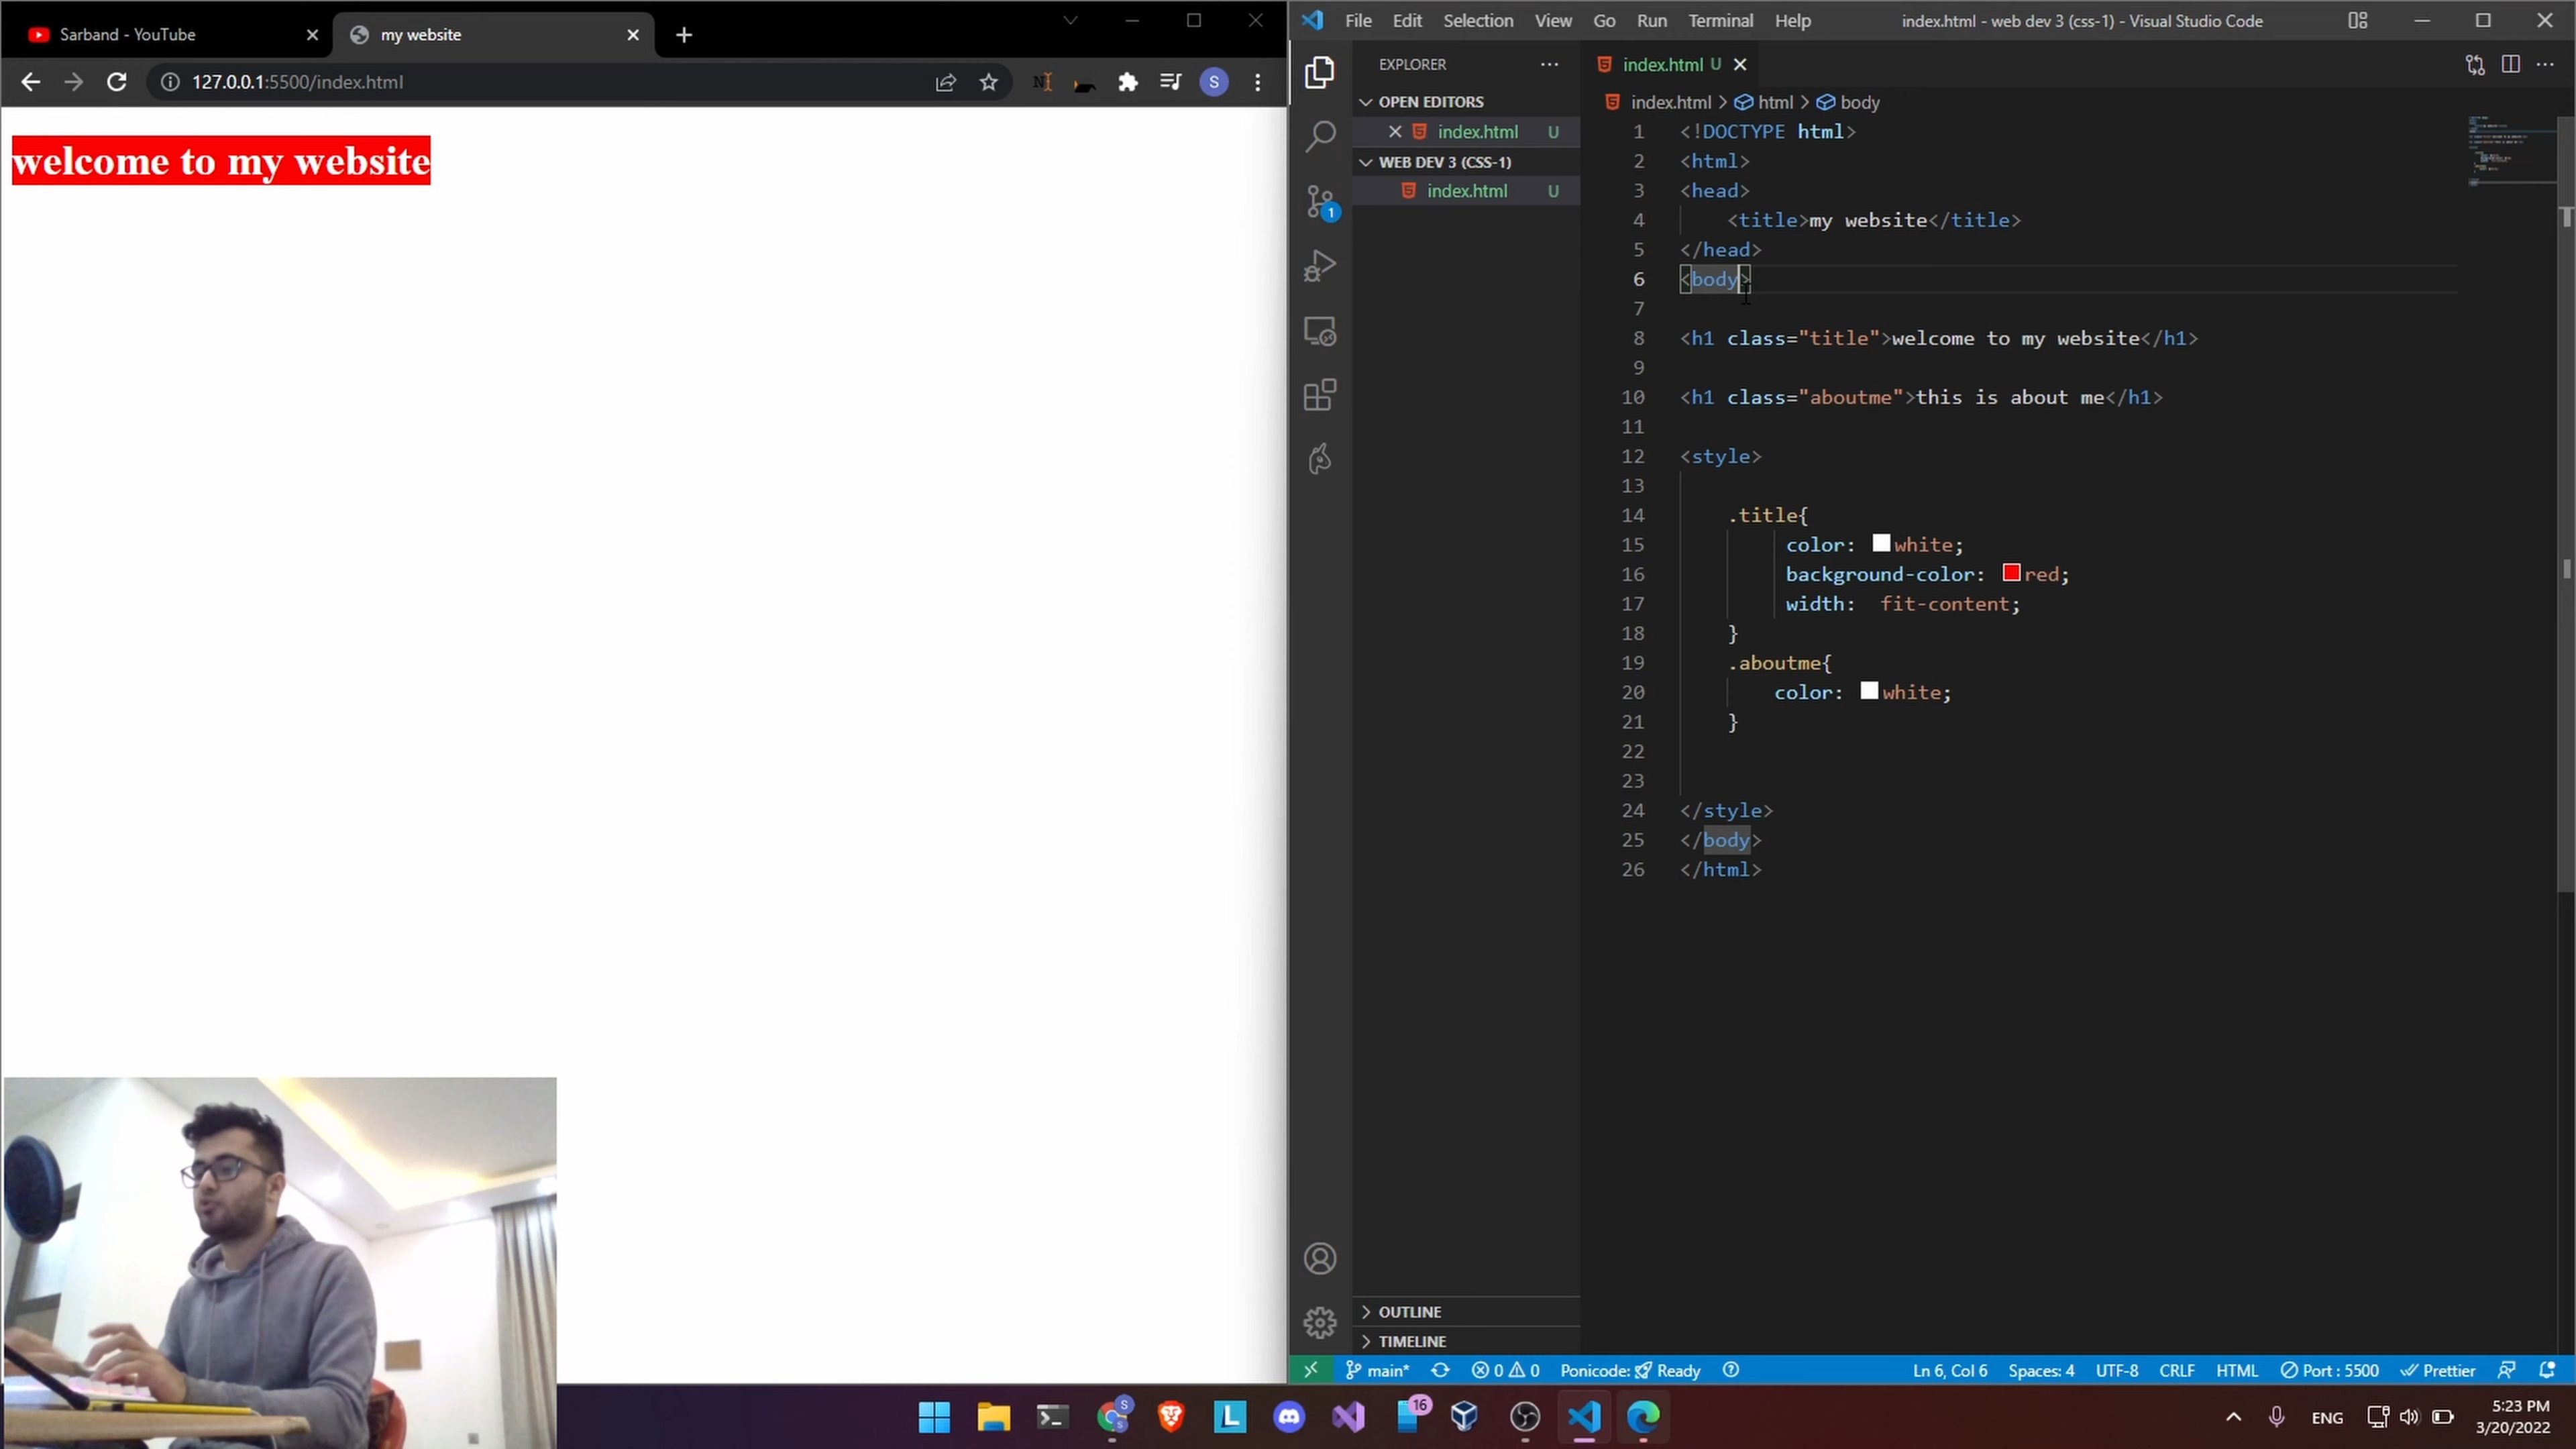 Sarband - YouTube
my website
127.0.0.1:5500/index.html
S
welcome to my website
File Edit Selection View Go Run Terminal Help
index.html - web dev 3 (css-1) - Visual Studio Code
EXPLORER
OPEN EDITORS
index.html U
WEB DEV 3 (CSS-1)
index.html U
1
OUTLINE
TIMELINE
index.html U
index.html > html > body
1 <!DOCTYPE html>
2 <html>
3 <head>
4 <title>my website</title>
5 </head>
6 <body>
7
8 <h1 class="title">welcome to my website</h1>
9
10 <h1 class="aboutme">this is about me</h1>
11
12 <style>
13
14 .title{
15 color: white;
16 background-color: red;
17 width: fit-content;
18 }
19 .aboutme{
20 color: white;
21 }
22
23
24 </style>
25 </body>
26 </html>
main* 0 0 Ponicode: Ready
Ln 6, Col 6 Spaces: 4 UTF-8 CRLF HTML Port : 5500 Prettier
S
L
16
ENG
5:23 PM
3/20/2022